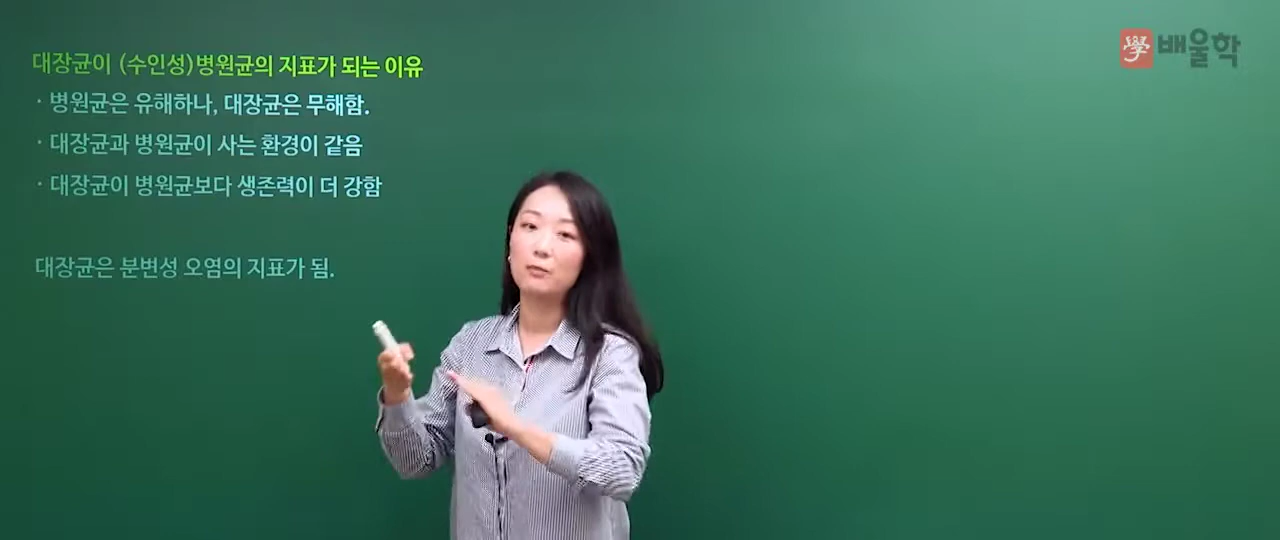 대장균이 (수인성)병원균의 지표가 되는 이유
· 병원균은 유해하나, 대장균은 무해함.
· 대장균과 병원균이 사는 환경이 같음
· 대장균이 병원균보다 생존력이 더 강함
대장균은 분변성 오염의 지표가 됨.
學 배울학